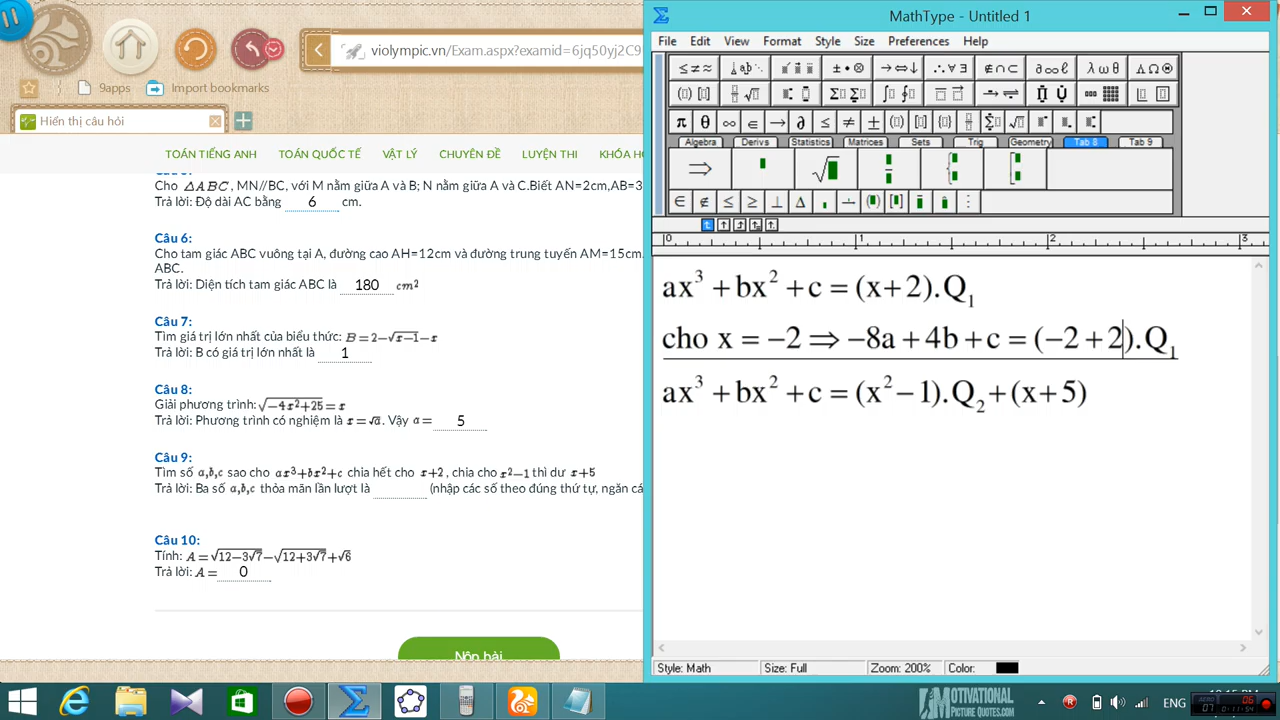 violympic.vn/Exam.aspx?examid=6jq50yj2C9
9apps
Import bookmarks
Hiển thị câu hỏi
TOÁN TIẾNG ANH TOÁN QUỐC TẾ VẬT LÝ CHUYÊN ĐỀ LUYỆN THI KHÓA H
Cho △ABC, MN//BC, với M nằm giữa A và B; N nằm giữa A và C.Biết AN=2cm,AB=3
Trả lời: Độ dài AC bằng 6 cm.
Câu 6:
Cho tam giác ABC vuông tại A, đường cao AH=12cm và đường trung tuyến AM=15cm.
ABC.
Trả lời: Diện tích tam giác ABC là 180 cm²
Câu 7:
Tìm giá trị lớn nhất của biểu thức: B=2−√(x−1)−x
Trả lời: B có giá trị lớn nhất là 1
Câu 8:
Giải phương trình: √(−4x²+25)=x
Trả lời: Phương trình có nghiệm là x=√a. Vậy a= 5
Câu 9:
Tìm số a,b,c sao cho ax³+bx²+c chia hết cho x+2, chia cho x²−1 thì dư x+5
Trả lời: Ba số a,b,c thỏa mãn lần lượt là (nhập các số theo đúng thứ tự, ngăn cá
Câu 10:
Tính: A=√(12−3√7)−√(12+3√7)+√6
Trả lời: A= 0
Nộp bài
MathType - Untitled 1
File Edit View Format Style Size Preferences Help
Algebra Derivs Statistics Matrices Sets Trig Geometry Tab 8 Tab 9
0 1 2 3
ax³ + bx² + c = (x + 2).Q₁
cho x = −2 ⇒ −8a + 4b + c = (−2 + 2).Q₁
ax³ + bx² + c = (x² − 1).Q₂ + (x + 5)
Style: Math Size: Full Zoom: 200% Color:
MOTIVATIONAL
PICTURE QUOTES.COM
ENG